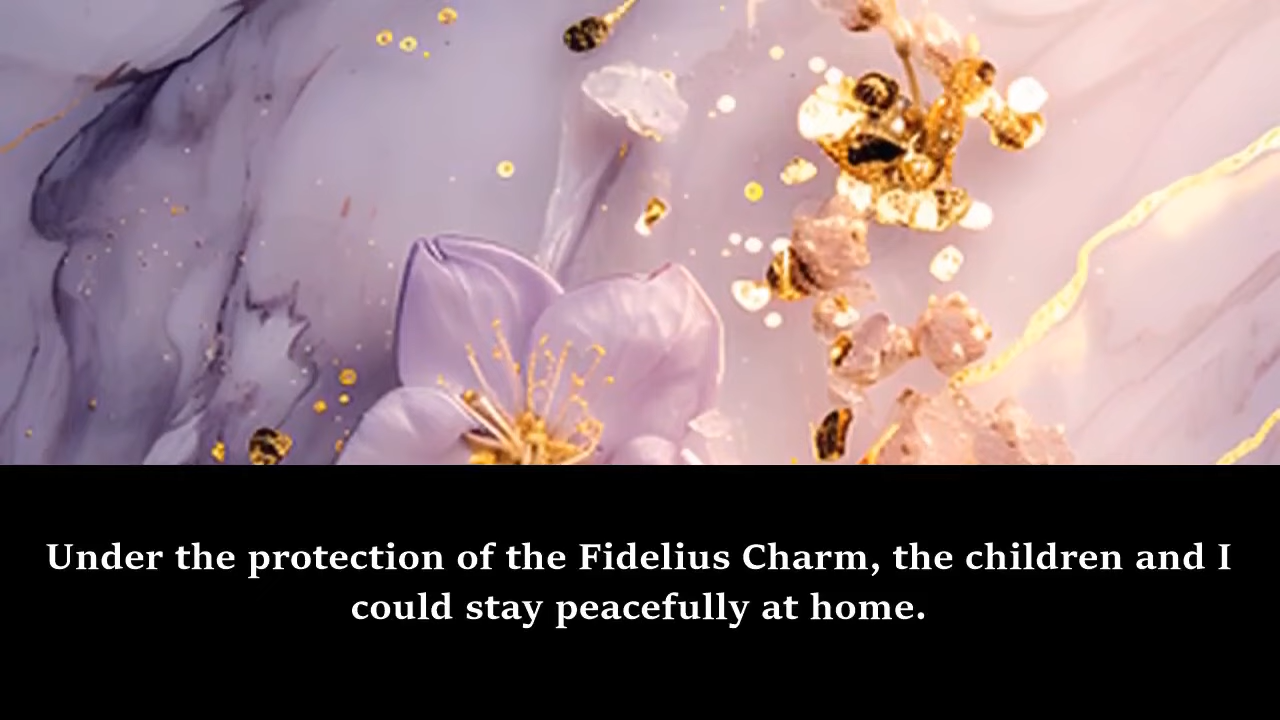 Under the protection of the Fidelius Charm, the children and I
could stay peacefully at home.